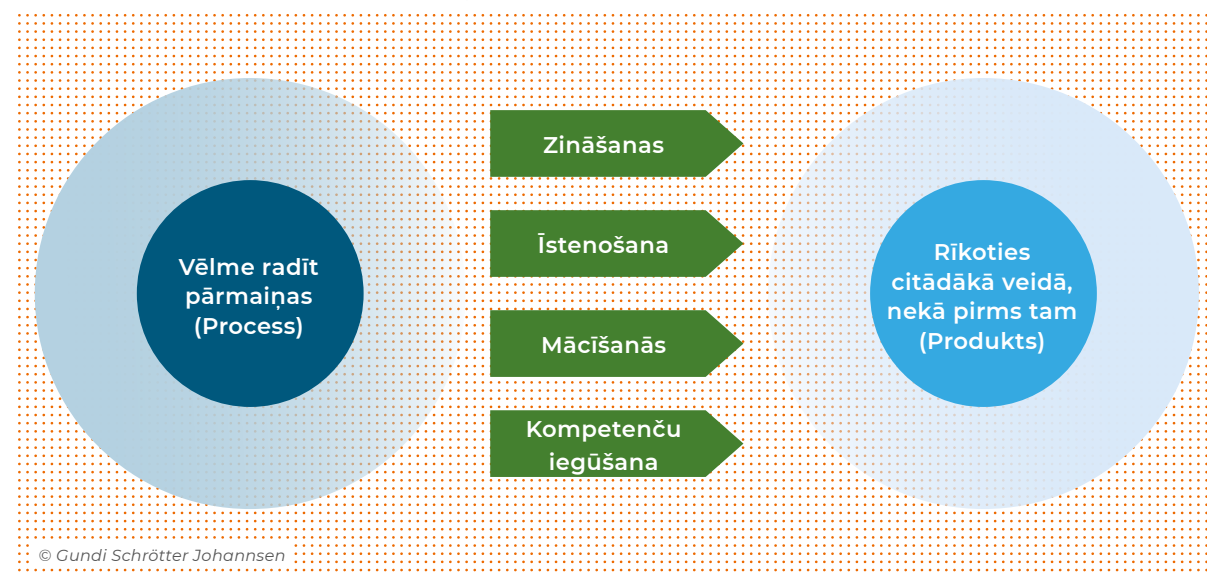 Vēlme radīt
pārmaiņas
(Process)
Zināšanas
Īstenošana
Mācīšanās
Kompetenču
iegūšana
Rīkoties
citādākā veidā,
nekā pirms tam
(Produkts)
© Gundi Schrötter Johannsen